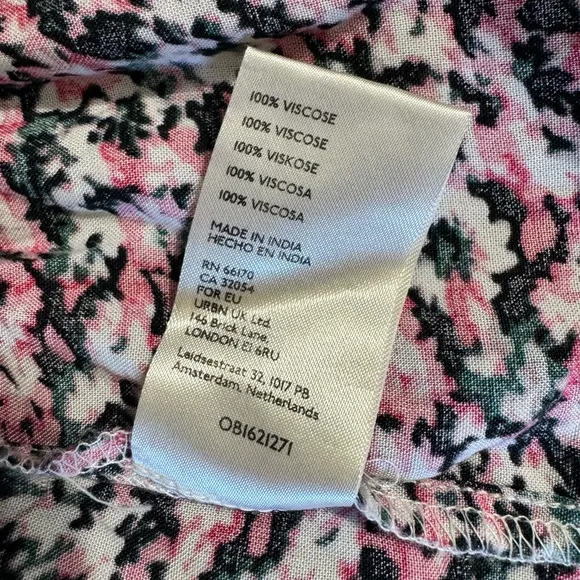 100% VISCOSE
100% VISCOSE
100% VISKOSE
100% VISCOSA
100% VISCOSA
MADE IN INDIA
HECHO EN INDIA
RN 66170
CA 32054
FOR EU
URBN UK Ltd.
146 Brick Lane,
LONDON E1 6RU
Leidsestraat 32, 1017 PB
Amsterdam, Netherlands
OB1621271